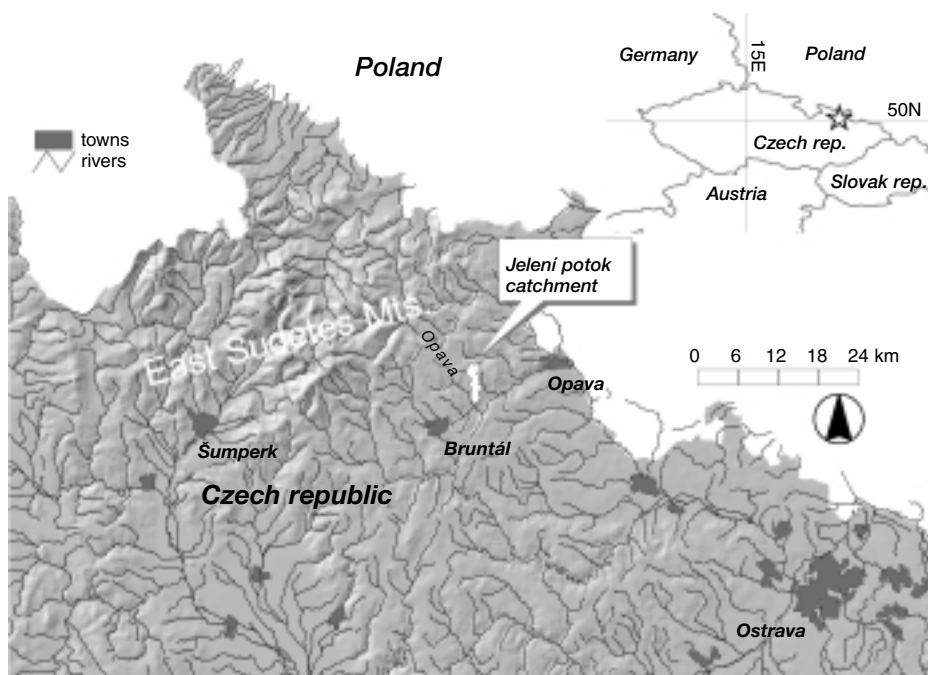 Poland
Germany
15E
Poland
50N
Czech rep.
Slovak rep.
Austria
towns
rivers
Jelení potok
catchment
East Sudetes Mts.
Opava
0 6 12 18 24 km
Opava
Šumperk
Bruntál
Czech republic
Ostrava